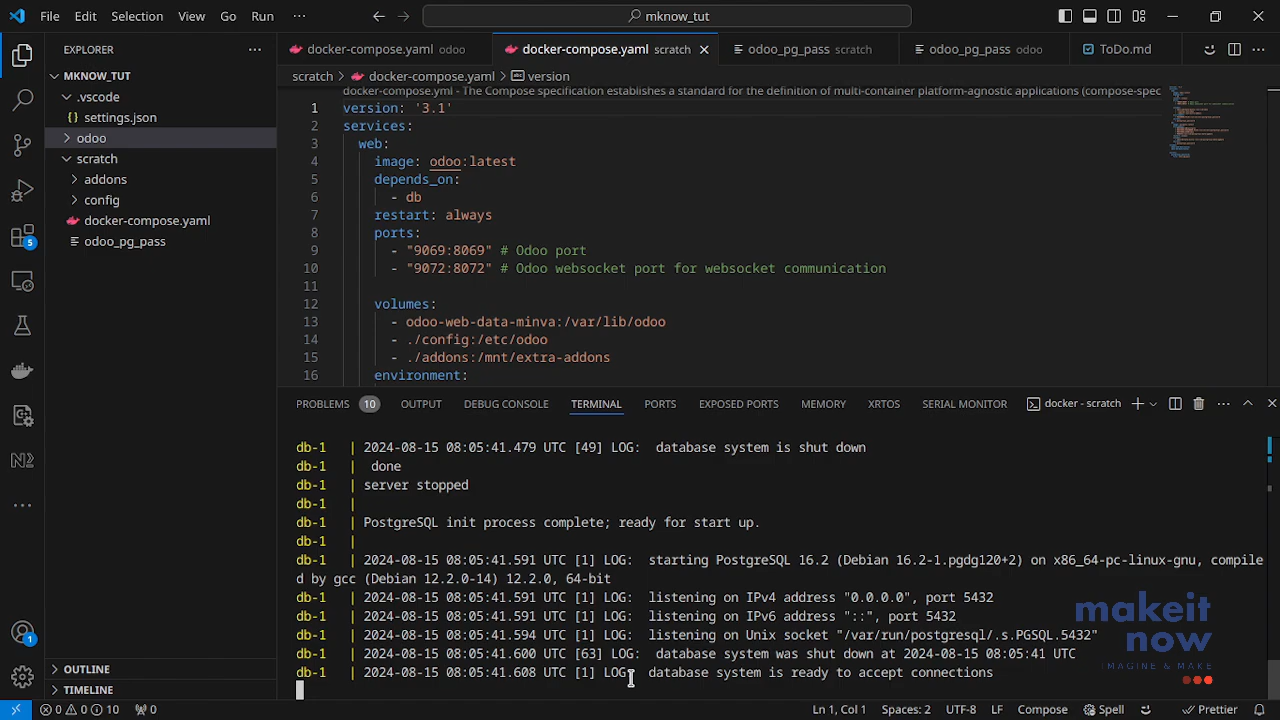 File Edit Selection View Go Run ··· mknow_tut
EXPLORER ···
docker-compose.yaml odoo docker-compose.yaml scratch odoo_pg_pass scratch odoo_pg_pass odoo ToDo.md
MKNOW_TUT
.vscode
{} settings.json
odoo
scratch
addons
config
docker-compose.yaml
odoo_pg_pass
OUTLINE
TIMELINE
5
1
scratch > docker-compose.yaml > abc version
docker-compose.yml - The Compose specification establishes a standard for the definition of multi-container platform-agnostic applications (compose-spec
1 version: '3.1'
2 services:
3 web:
4 image: odoo:latest
5 depends_on:
6 - db
7 restart: always
8 ports:
9 - "9069:8069" # Odoo port
10 - "9072:8072" # Odoo websocket port for websocket communication
11
12 volumes:
13 - odoo-web-data-minva:/var/lib/odoo
14 - ./config:/etc/odoo
15 - ./addons:/mnt/extra-addons
16 environment:
PROBLEMS 10 OUTPUT DEBUG CONSOLE TERMINAL PORTS EXPOSED PORTS MEMORY XRTOS SERIAL MONITOR docker - scratch
db-1 | 2024-08-15 08:05:41.479 UTC [49] LOG: database system is shut down
db-1 | done
db-1 | server stopped
db-1 |
db-1 | PostgreSQL init process complete; ready for start up.
db-1 |
db-1 | 2024-08-15 08:05:41.591 UTC [1] LOG: starting PostgreSQL 16.2 (Debian 16.2-1.pgdg120+2) on x86_64-pc-linux-gnu, compile
d by gcc (Debian 12.2.0-14) 12.2.0, 64-bit
db-1 | 2024-08-15 08:05:41.591 UTC [1] LOG: listening on IPv4 address "0.0.0.0", port 5432
db-1 | 2024-08-15 08:05:41.591 UTC [1] LOG: listening on IPv6 address "::", port 5432
db-1 | 2024-08-15 08:05:41.594 UTC [1] LOG: listening on Unix socket "/var/run/postgresql/.s.PGSQL.5432"
db-1 | 2024-08-15 08:05:41.600 UTC [63] LOG: database system was shut down at 2024-08-15 08:05:41 UTC
db-1 | 2024-08-15 08:05:41.608 UTC [1] LOG: database system is ready to accept connections
makeit
now
IMAGINE & MAKE
0 0 10 0 Ln 1, Col 1 Spaces: 2 UTF-8 LF Compose Spell Prettier